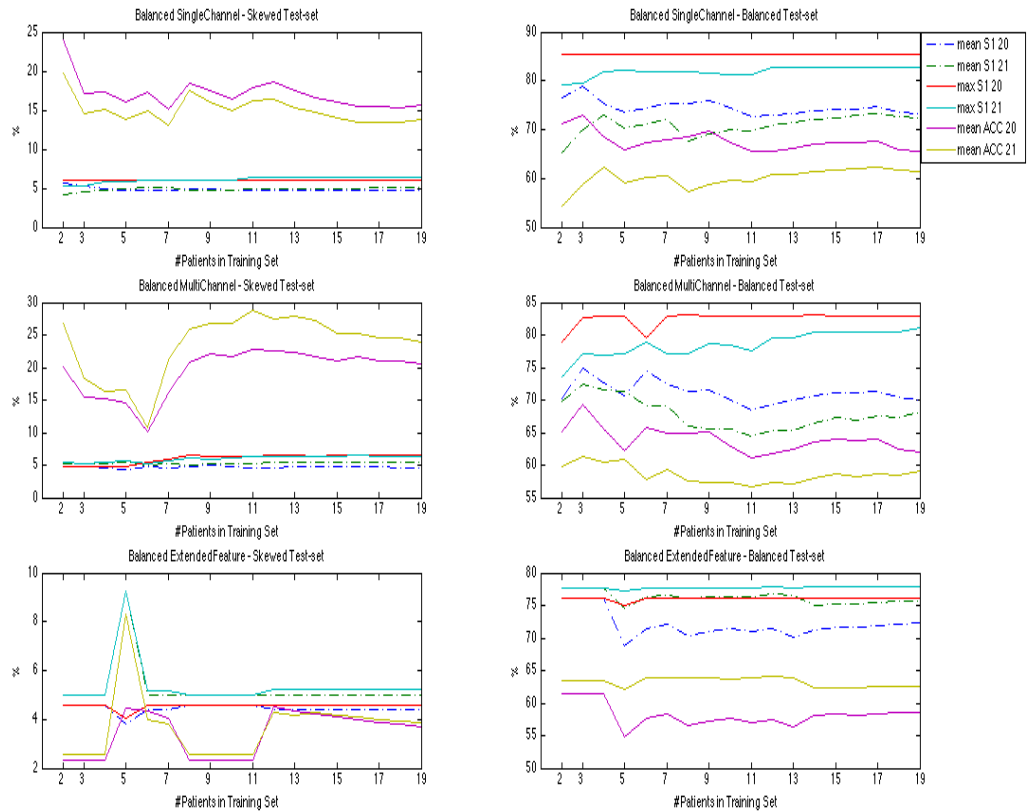 Balanced SingleChannel - Skewed Test-set
25
20
15
10
5
0
%
2 3 5 7 9 11 13 15 17 19
#Patients in Training Set
Balanced SingleChannel - Balanced Test-set
90
80
70
60
50
%
2 3 5 7 9 11 13 15 17 19
#Patients in Training Set
mean S1 20
mean S1 21
max S1 20
max S1 21
mean ACC 20
mean ACC 21
Balanced MultiChannel - Skewed Test-set
30
25
20
15
10
5
0
%
2 3 5 7 9 11 13 15 17 19
#Patients in Training Set
Balanced MultiChannel - Balanced Test-set
85
80
75
70
65
60
55
%
2 3 5 7 9 11 13 15 17 19
#Patients in Training Set
Balanced ExtendedFeature - Skewed Test-set
10
8
6
4
2
%
2 3 5 7 9 11 13 15 17 19
#Patients in Training Set
Balanced ExtendedFeature - Balanced Test-set
80
75
70
65
60
55
50
%
2 3 5 7 9 11 13 15 17 19
#Patients in Training Set